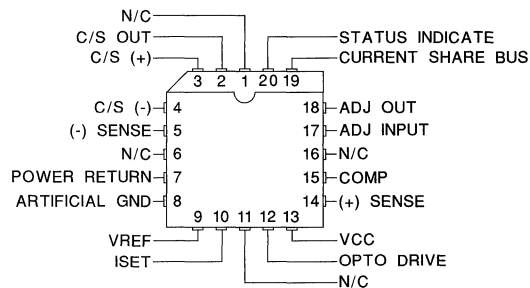 N/C
C/S OUT
STATUS INDICATE
C/S (+)
CURRENT SHARE BUS
3 2 1 20 19
C/S (-) 4 18 ADJ OUT
(-) SENSE 5 17 ADJ INPUT
N/C 6 16 N/C
POWER RETURN 7 15 COMP
ARTIFICIAL GND 8 14 (+) SENSE
9 10 11 12 13
VREF VCC
ISET OPTO DRIVE
N/C